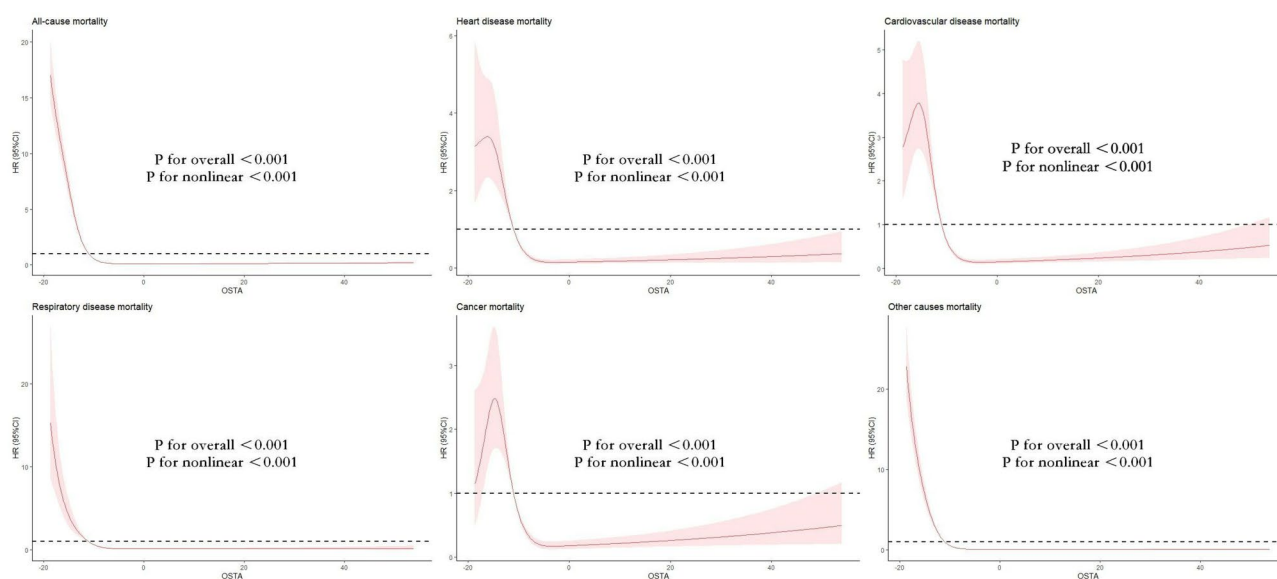 All-cause mortality
20
15
10
5
0
HR (95%CI)
P for overall <0.001
P for nonlinear <0.001
-20 0 20 40
OSTA
Heart disease mortality
6
4
2
0
HR (95%CI)
P for overall <0.001
P for nonlinear <0.001
-20 0 20 40
OSTA
Cardiovascular disease mortality
5
4
3
2
1
0
HR (95%CI)
P for overall <0.001
P for nonlinear <0.001
-20 0 20 40
OSTA
Respiratory disease mortality
20
10
0
HR (95%CI)
P for overall <0.001
P for nonlinear <0.001
-20 0 20 40
OSTA
Cancer mortality
3
2
1
0
HR (95%CI)
P for overall <0.001
P for nonlinear <0.001
-20 0 20 40
OSTA
Other causes mortality
20
10
0
HR (95%CI)
P for overall <0.001
P for nonlinear <0.001
-20 0 20 40
OSTA